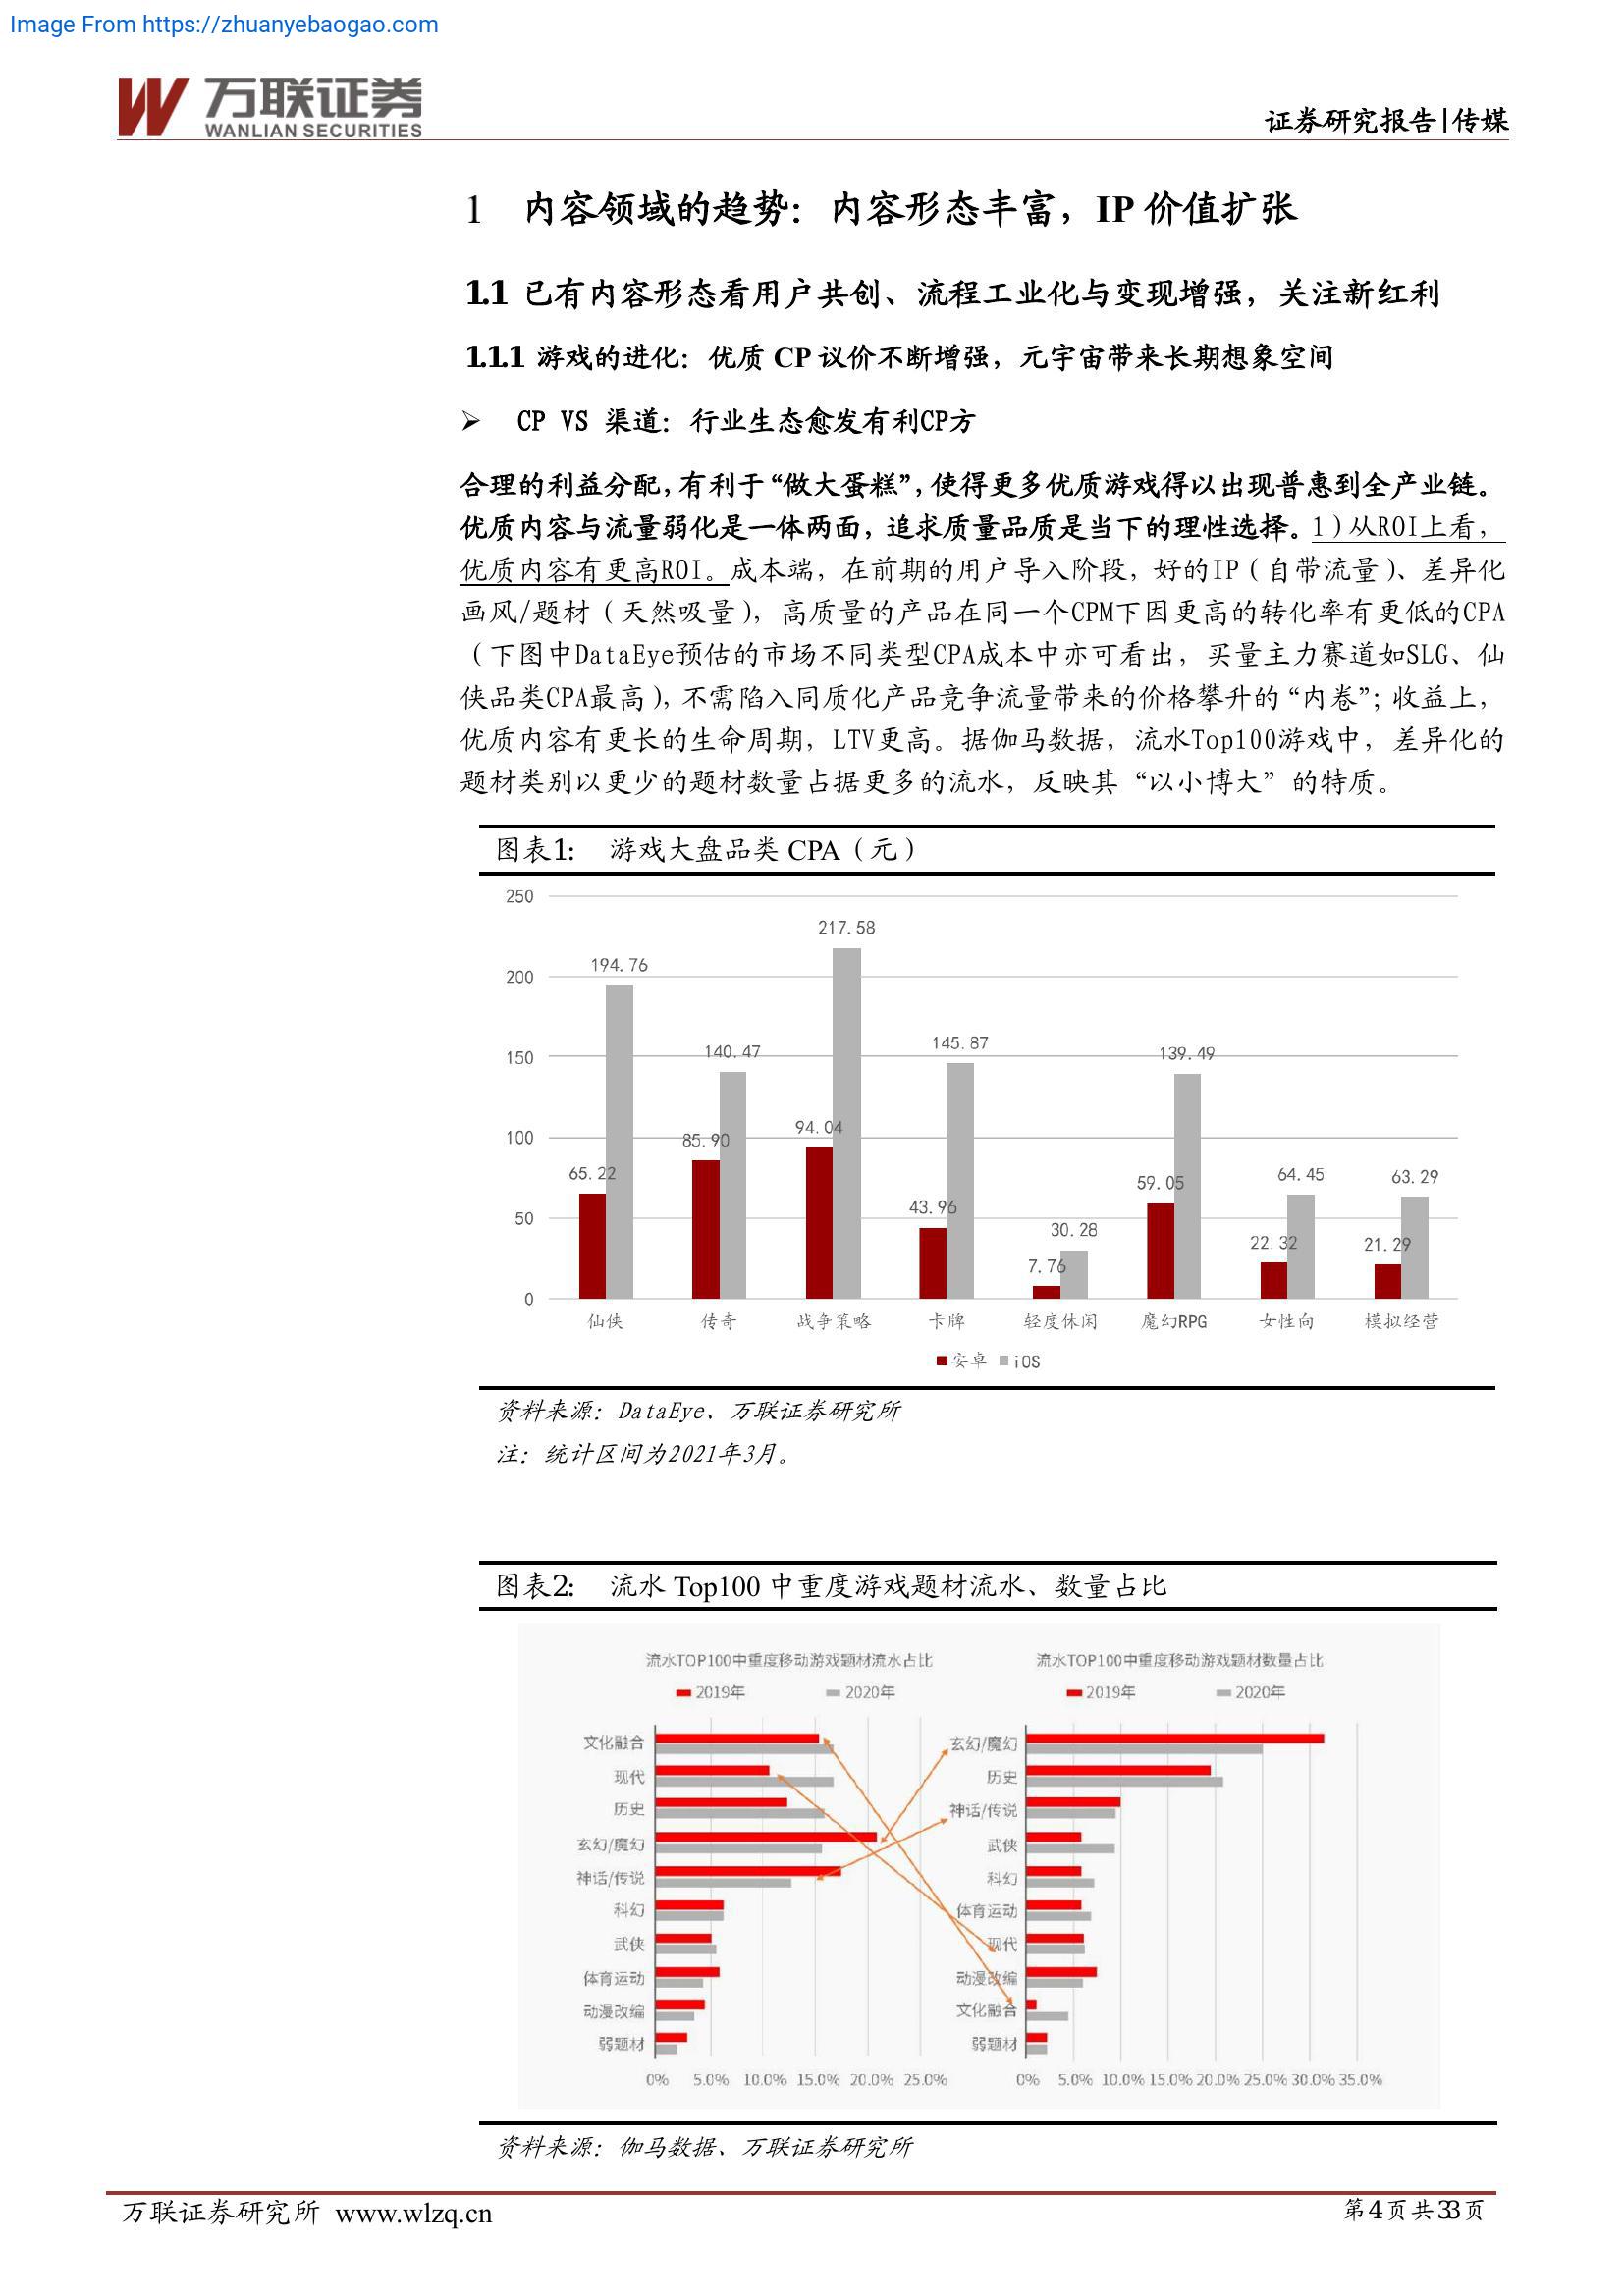 Image From https://zhuanyebaogao.com
万联证券
WANLIAN SECURITIES
证券研究报告|传媒
1 内容领域的趋势：内容形态丰富，IP 价值扩张
1.1 已有内容形态看用户共创、流程工业化与变现增强，关注新红利
1.1.1 游戏的进化：优质 CP 议价不断增强，元宇宙带来长期想象空间
➢ CP VS 渠道：行业生态愈发有利CP方
合理的利益分配，有利于“做大蛋糕”，使得更多优质游戏得以出现普惠到全产业链。
优质内容与流量弱化是一体两面，追求质量品质是当下的理性选择。1）从ROI上看，
优质内容有更高ROI。成本端，在前期的用户导入阶段，好的IP（自带流量）、差异化
画风/题材（天然吸量），高质量的产品在同一个CPM下因更高的转化率有更低的CPA
（下图中DataEye预估的市场不同类型CPA成本中亦可看出，买量主力赛道如SLG、仙
侠品类CPA最高），不需陷入同质化产品竞争流量带来的价格攀升的“内卷”；收益上，
优质内容有更长的生命周期，LTV更高。据伽马数据，流水Top100游戏中，差异化的
题材类别以更少的题材数量占据更多的流水，反映其“以小博大”的特质。
图表1： 游戏大盘品类 CPA（元）
250
217.58
194.76
200
145.87
140.47
139.49
150
94.04
100
85.90
65.22
59.05
64.45
63.29
43.96
50
30.28
22.32
21.29
7.76
0
仙侠 传奇 战争策略 卡牌 轻度休闲 魔幻RPG 女性向 模拟经营
安卓 iOS
资料来源：DataEye、万联证券研究所
注：统计区间为2021年3月。
图表2： 流水 Top100 中重度游戏题材流水、数量占比
流水TOP100中重度移动游戏题材流水占比
2019年 2020年
文化融合
现代
历史
玄幻/魔幻
神话/传说
科幻
武侠
体育运动
动漫改编
弱题材
0% 5.0% 10.0% 15.0% 20.0% 25.0%
流水TOP100中重度移动游戏题材数量占比
2019年 2020年
玄幻/魔幻
历史
神话/传说
武侠
科幻
体育运动
现代
动漫改编
文化融合
弱题材
0% 5.0% 10.0% 15.0% 20.0% 25.0% 30.0% 35.0%
资料来源：伽马数据、万联证券研究所
万联证券研究所 www.wlzq.cn
第4页共33页